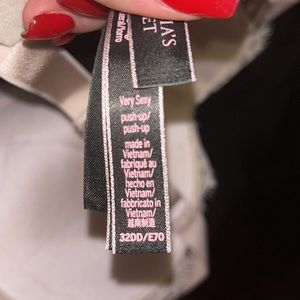 A'S
ET
Very Sexy
push-up/
push-up
made in
Vietnam/
fabriqué au
Vietnam/
hecho en
Vietnam/
fabbricato in
Vietnam/
越南制造
32DD/E70